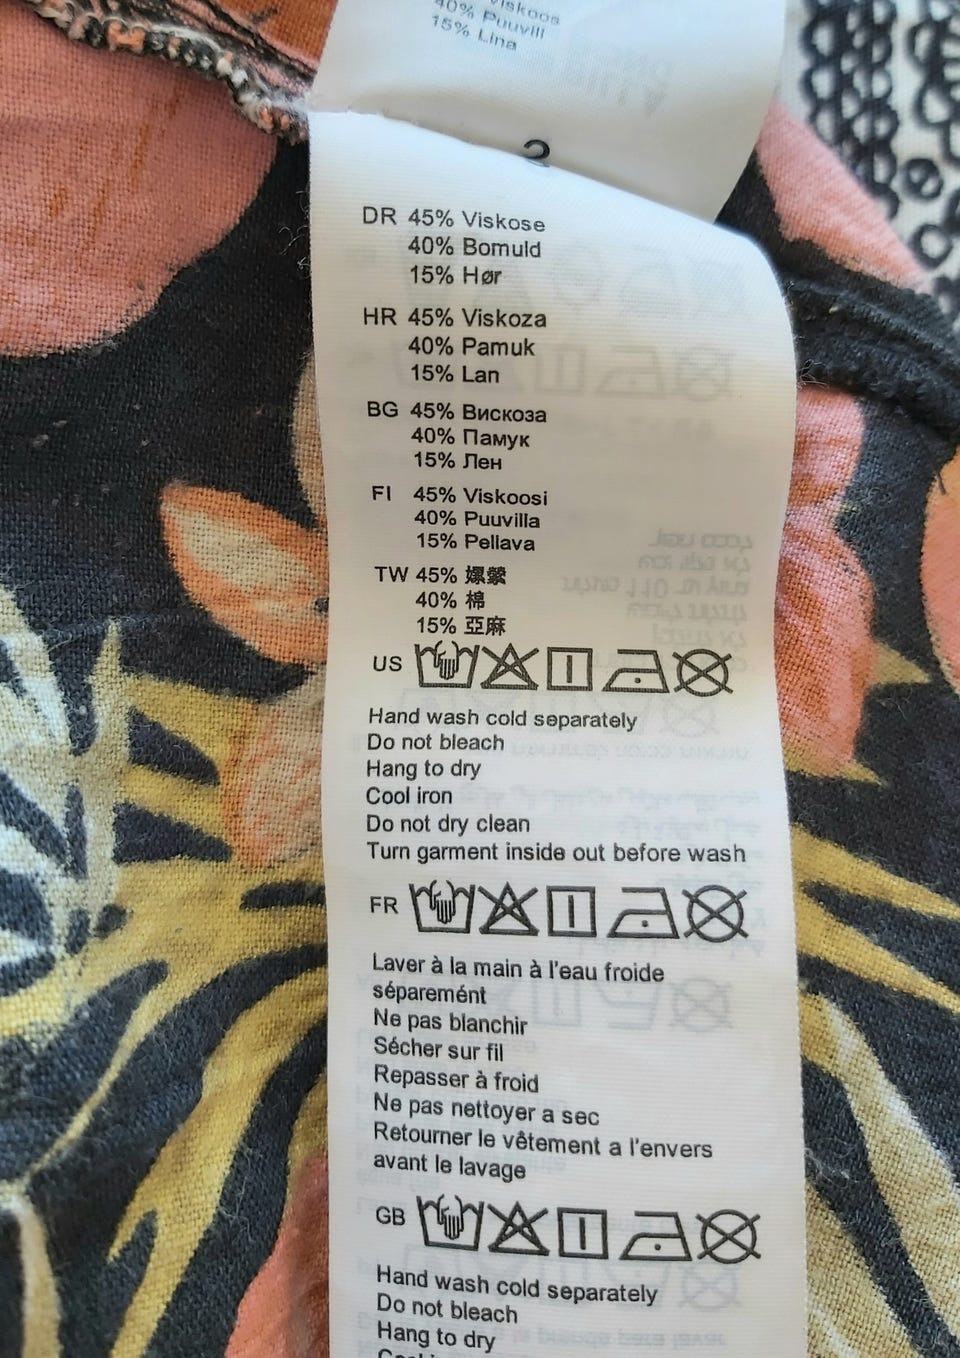 40% Puuvill
15% Lina
2
DR 45% Viskose
40% Bomuld
15% Hør
HR 45% Viskoza
40% Pamuk
15% Lan
BG 45% Вискоза
40% Памук
15% Лен
FI 45% Viskoosi
40% Puuvilla
15% Pellava
TW 45% 嫘縈
40% 棉
15% 亞麻
US
Hand wash cold separately
Do not bleach
Hang to dry
Cool iron
Do not dry clean
Turn garment inside out before wash
FR
Laver à la main à l'eau froide
séparemént
Ne pas blanchir
Sécher sur fil
Repasser à froid
Ne pas nettoyer a sec
Retourner le vêtement a l'envers
avant le lavage
GB
Hand wash cold separately
Do not bleach
Hang to dry